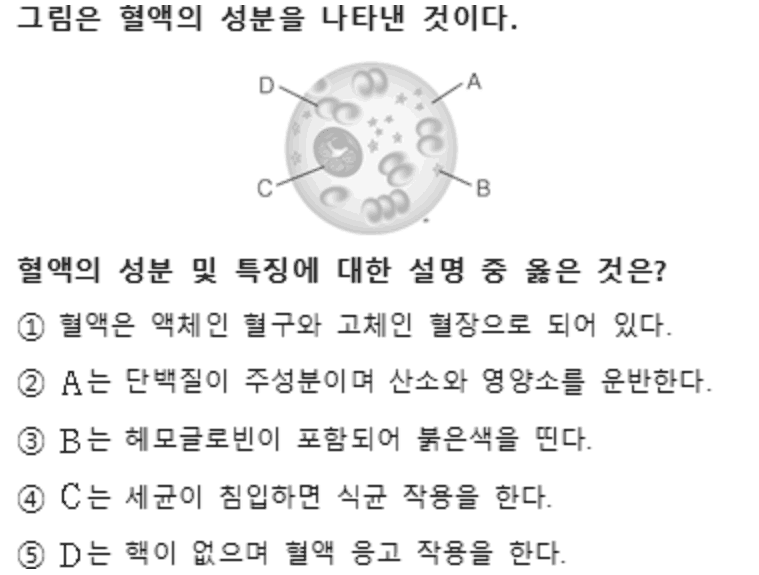 그림은 혈액의 성분을 나타낸 것이다.
D
A
C
B
혈액의 성분 및 특징에 대한 설명 중 옳은 것은?
① 혈액은 액체인 혈구와 고체인 혈장으로 되어 있다.
② A는 단백질이 주성분이며 산소와 영양소를 운반한다.
③ B는 헤모글로빈이 포함되어 붉은색을 띤다.
④ C는 세균이 침입하면 식균 작용을 한다.
⑤ D는 핵이 없으며 혈액 응고 작용을 한다.